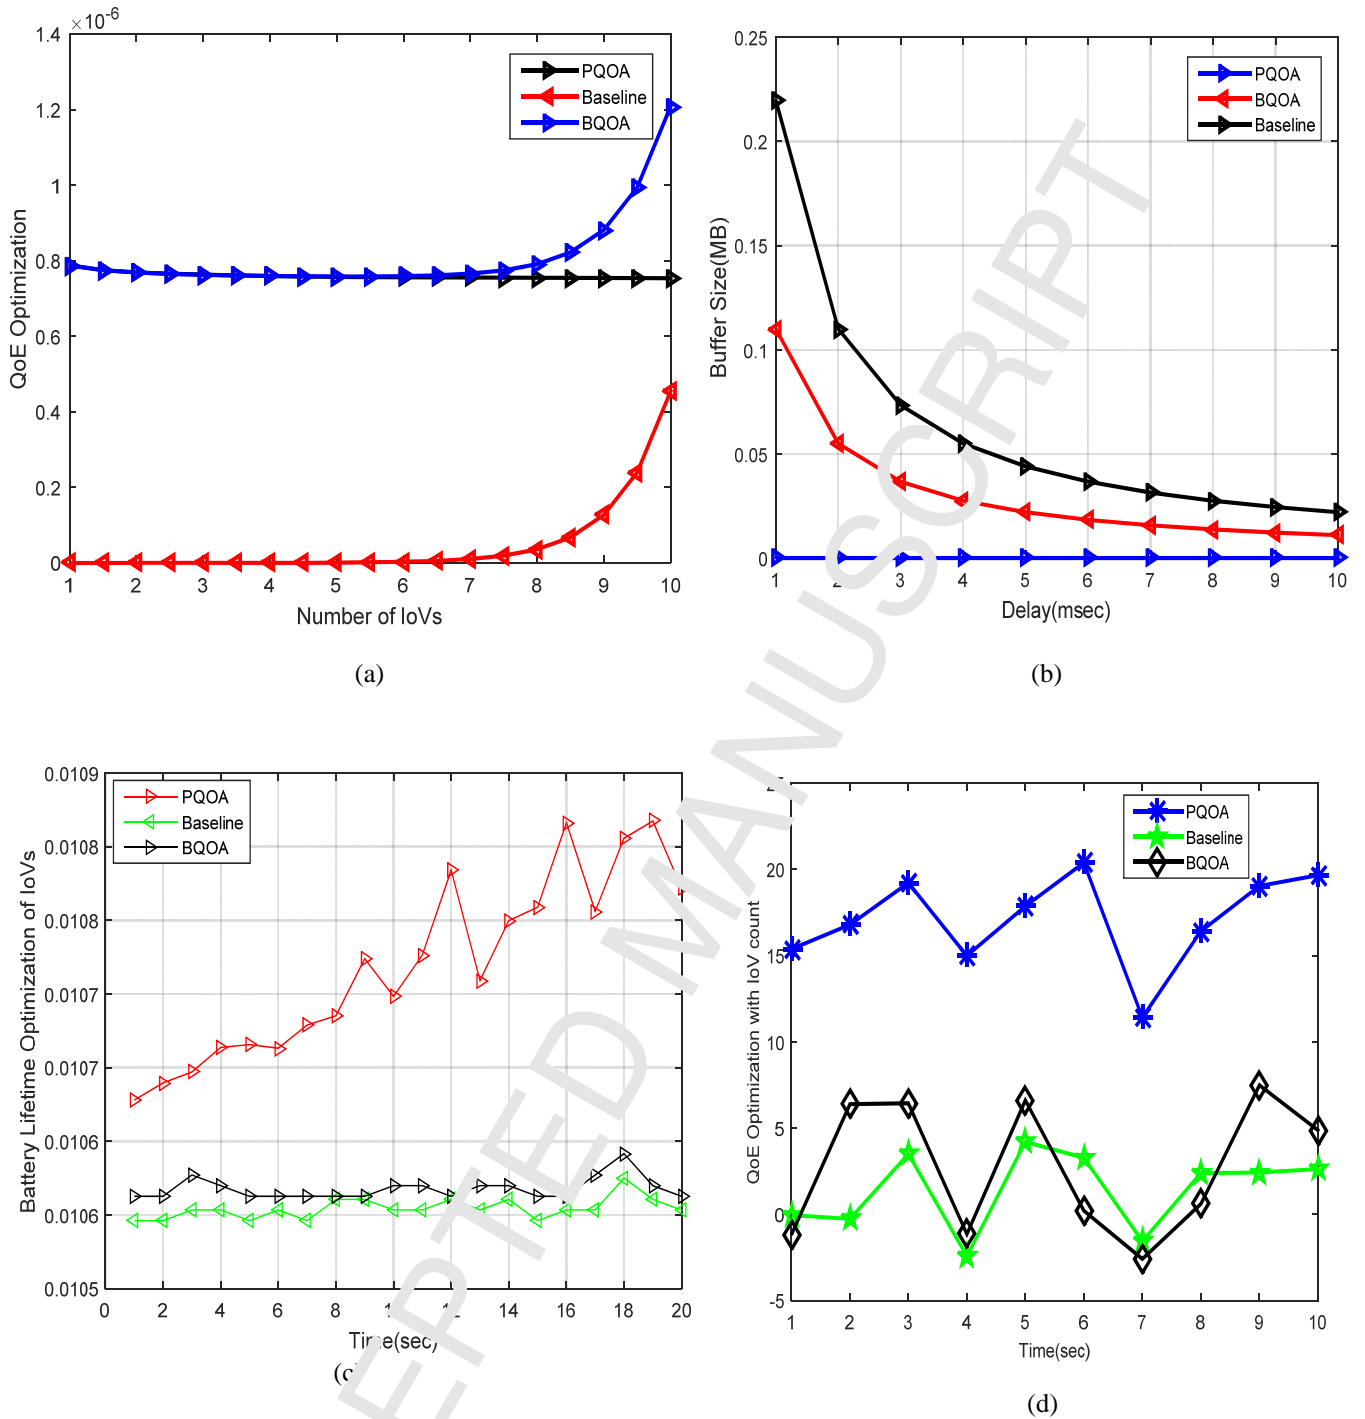 ×10⁻⁶
1.4
1.2
1
0.8
0.6
0.4
0.2
0
QoE Optimization
PQOA
Baseline
BQOA
1 2 3 4 5 6 7 8 9 10
Number of IoVs
(a)
0.25
0.2
0.15
0.1
0.05
0
Buffer Size(MB)
PQOA
BQOA
Baseline
1 2 3 4 5 6 7 8 9 10
Delay(msec)
(b)
0.0109
0.0108
0.0108
0.0107
0.0107
0.0106
0.0106
0.0105
Battery Lifetime Optimization of IoVs
PQOA
Baseline
BQOA
0 2 4 6 8 10 12 14 16 18 20
Time(sec)
(c)
20
15
10
5
0
-5
QoE Optimization with IoV count
PQOA
Baseline
BQOA
1 2 3 4 5 6 7 8 9 10
Time(sec)
(d)
EPTED MANUSCRIPT